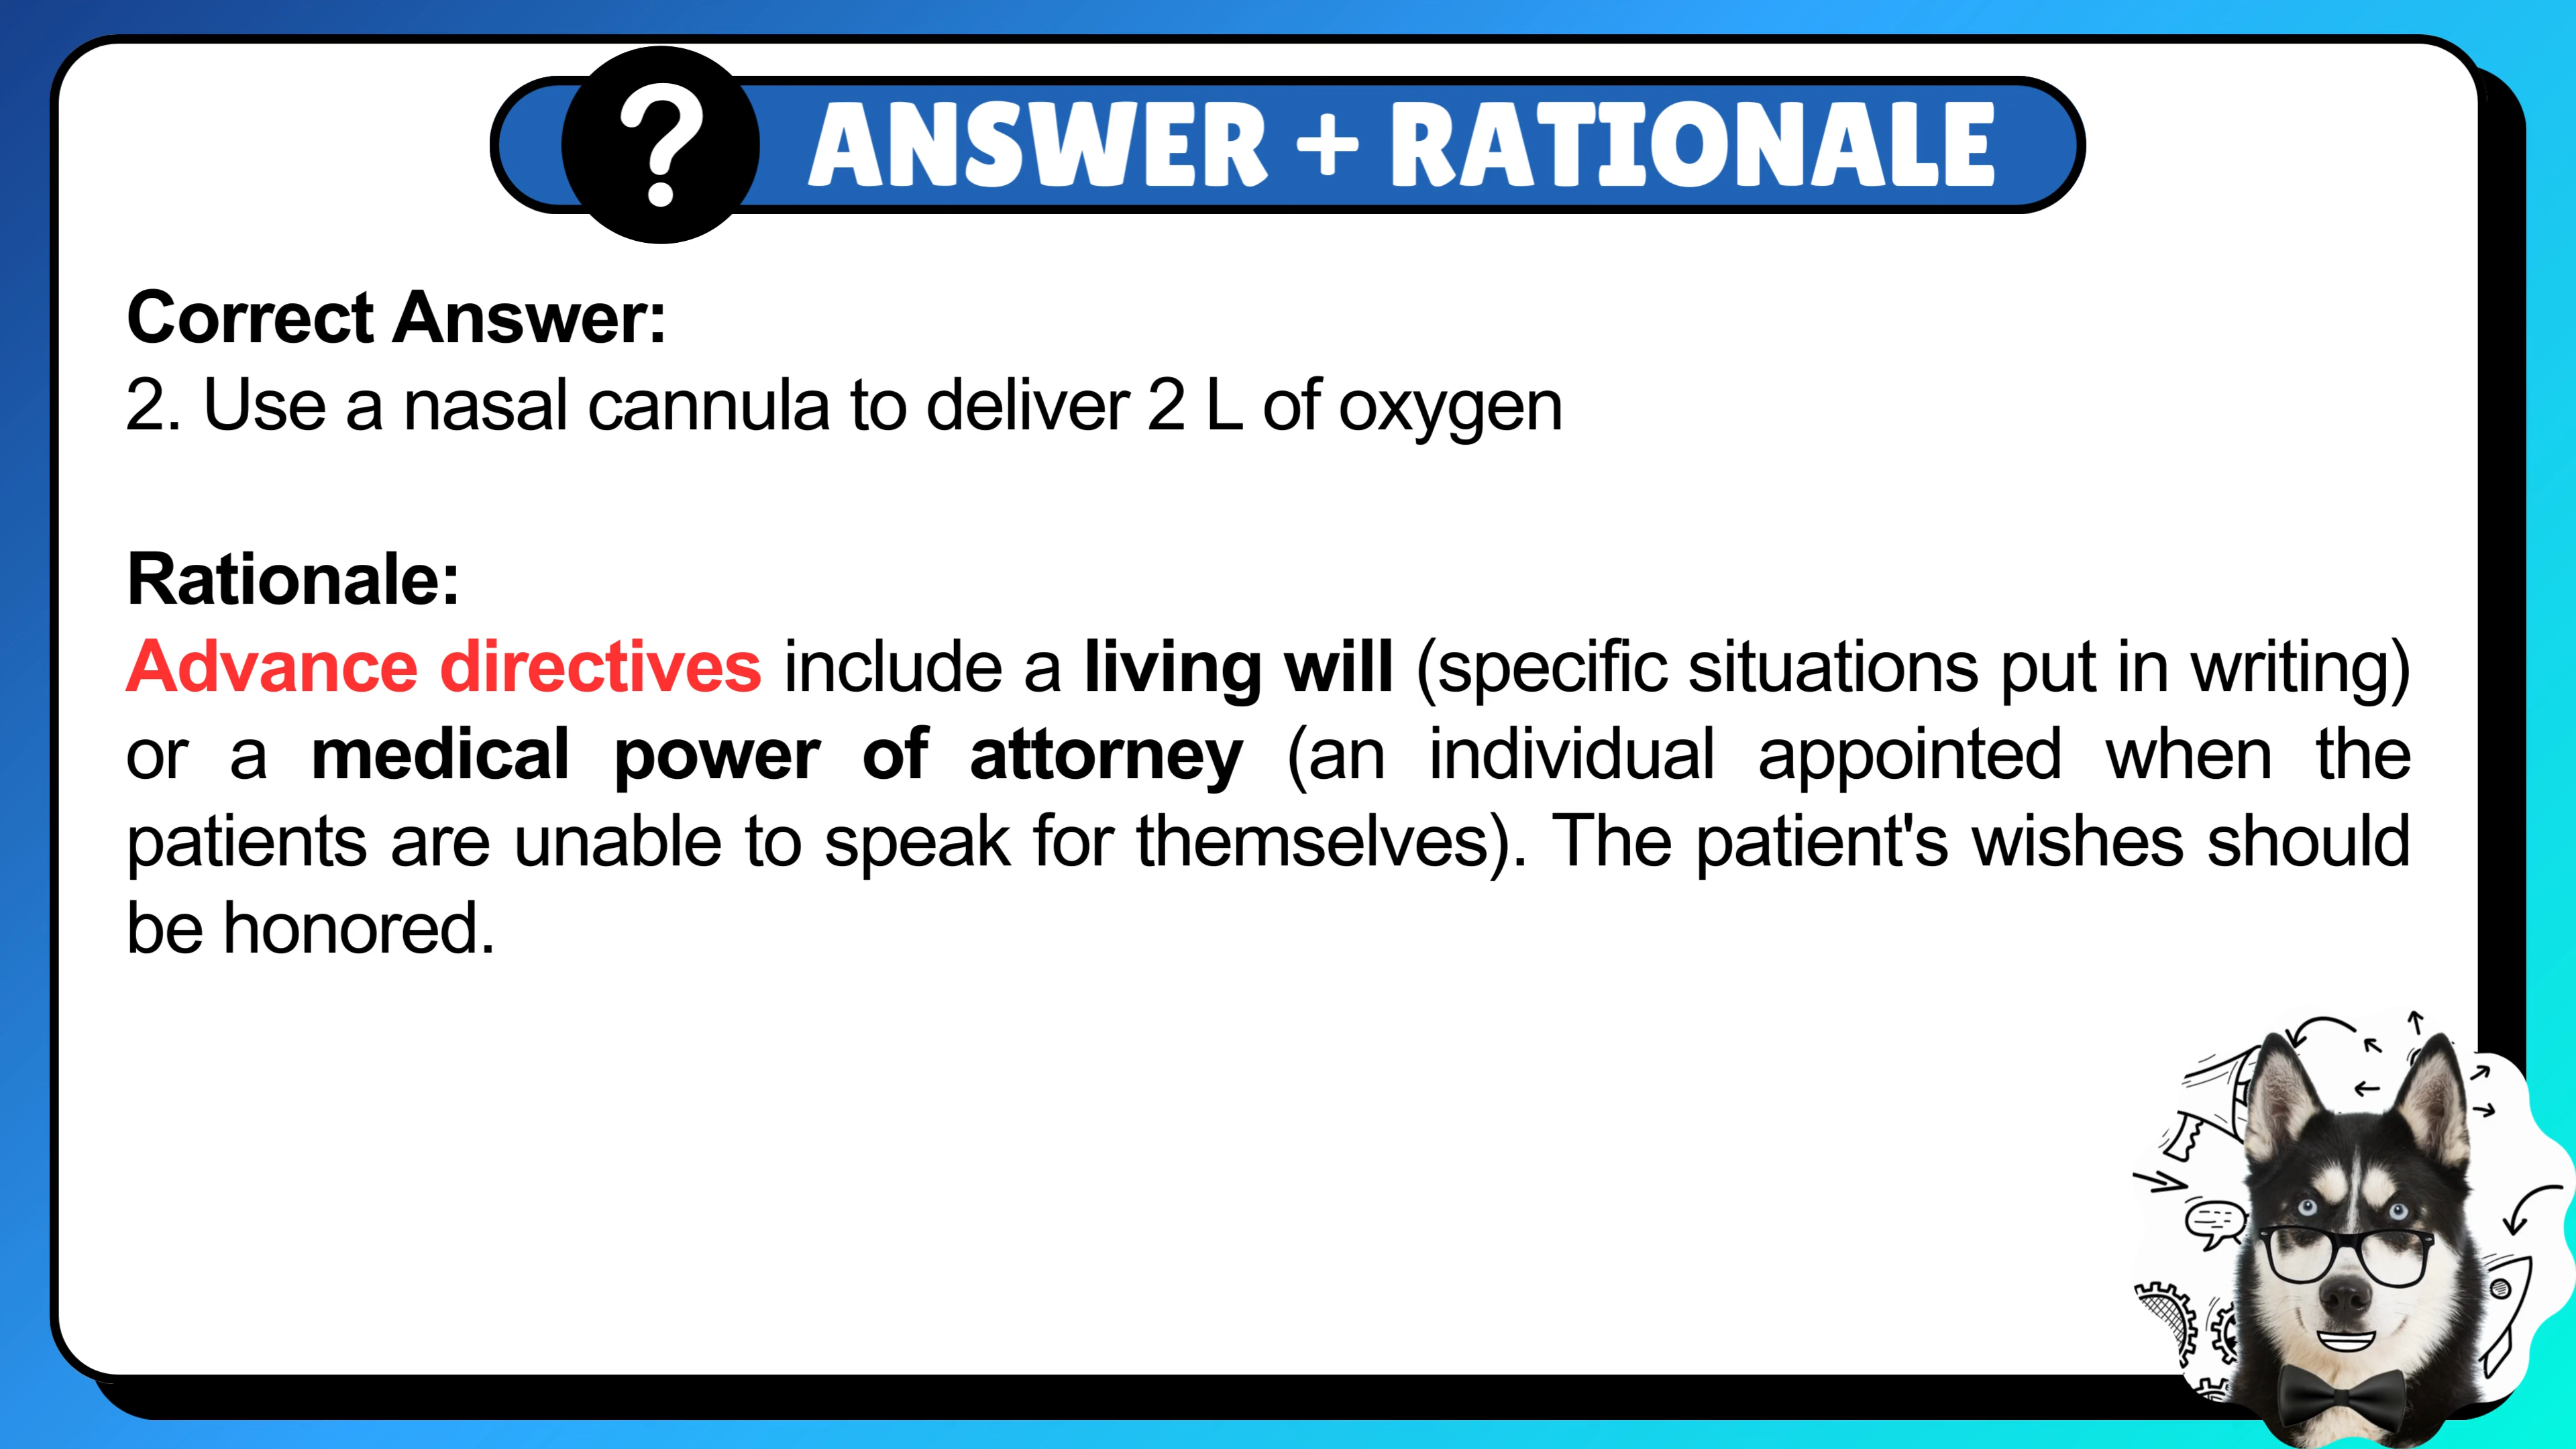 ? ANSWER + RATIONALE
Correct Answer:
2. Use a nasal cannula to deliver 2 L of oxygen
Rationale:
Advance directives include a living will (specific situations put in writing)
or a medical power of attorney (an individual appointed when the
patients are unable to speak for themselves). The patient's wishes should
be honored.